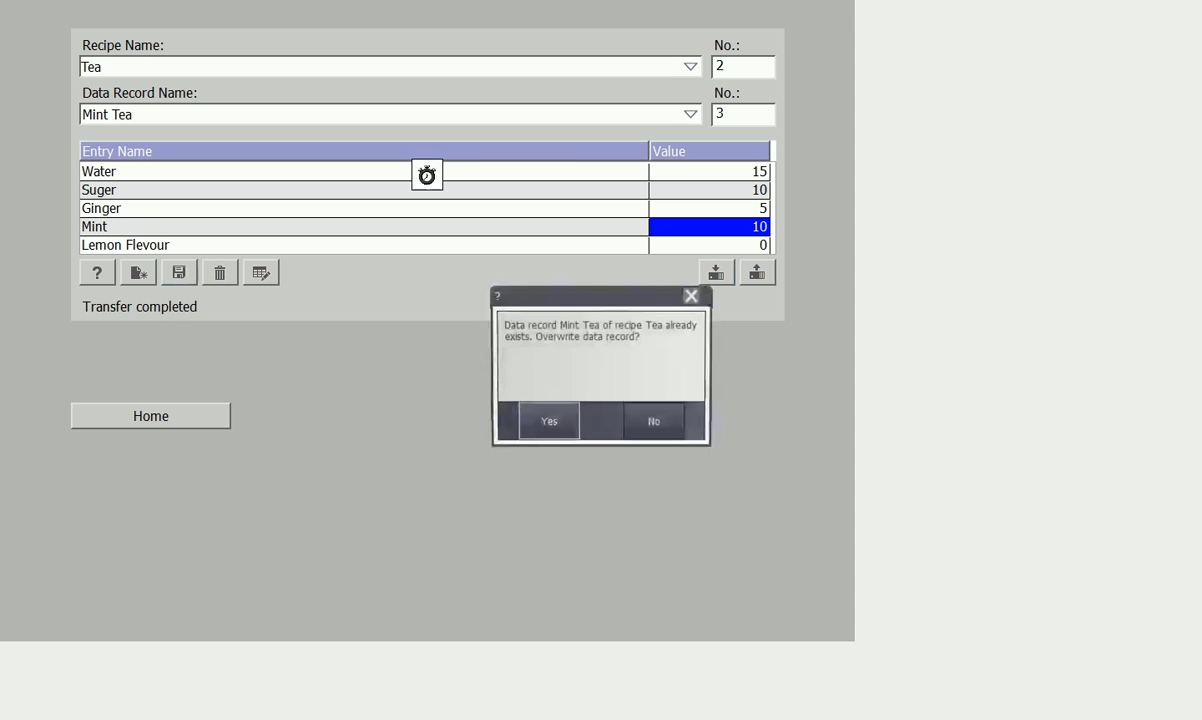 Recipe Name:
No.:
Tea
2
Data Record Name:
No.:
Mint Tea
3
Entry Name
Value
Water
15
Suger
10
Ginger
5
Mint
10
Lemon Flevour
0
?
Transfer completed
?
Data record Mint Tea of recipe Tea already
exists. Overwrite data record?
Yes
No
Home